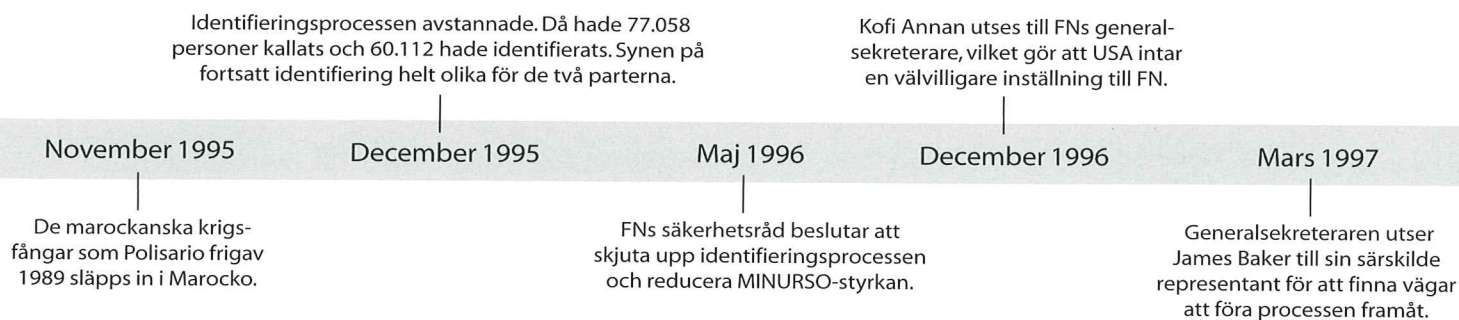 Identifieringsprocessen avstannade. Då hade 77.058
personer kallats och 60.112 hade identifierats. Synen på
fortsatt identifiering helt olika för de två parterna.
Kofi Annan utses till FNs general-
sekreterare, vilket gör att USA intar
en välvilligare inställning till FN.
November 1995
December 1995
Maj 1996
December 1996
Mars 1997
De marockanska krigs-
fångar som Polisario frigav
1989 släpps in i Marocko.
FNs säkerhetsråd beslutar att
skjuta upp identifieringsprocessen
och reducera MINURSO-styrkan.
Generalsekreteraren utser
James Baker till sin särskilde
representant för att finna vägar
att föra processen framåt.